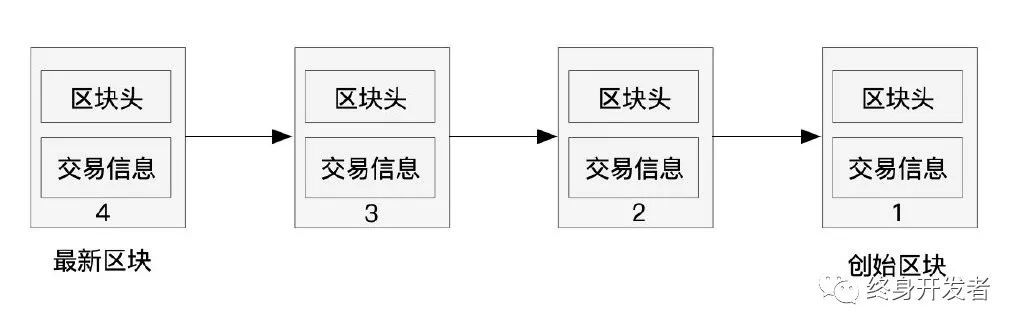 区块头 区块头 区块头 区块头
交易信息 交易信息 交易信息 交易信息
4 3 2 1
最新区块 创始区块
终身开发者